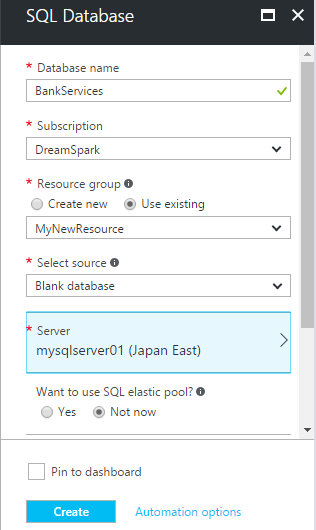 SQL Database
* Database name
BankServices
* Subscription
DreamSpark
* Resource group
Create new Use existing
MyNewResource
* Select source
Blank database
* Server
mysqlserver01 (Japan East)
Want to use SQL elastic pool?
Yes Not now
Pin to dashboard
Create Automation options